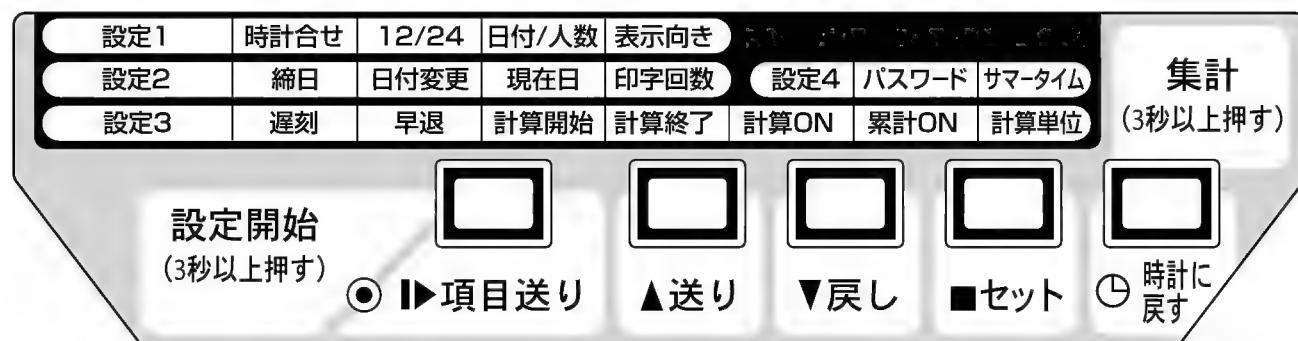 設定1 時計合せ 12/24 日付/人数 表示向き
設定2 締日 日付変更 現在日 印字回数 設定4 パスワード サマータイム
設定3 遅刻 早退 計算開始 計算終了 計算ON 累計ON 計算単位
集計
(3秒以上押す)
設定開始
(3秒以上押す)
項目送り
▲送り
▼戻し
■セット
時計に
戻す